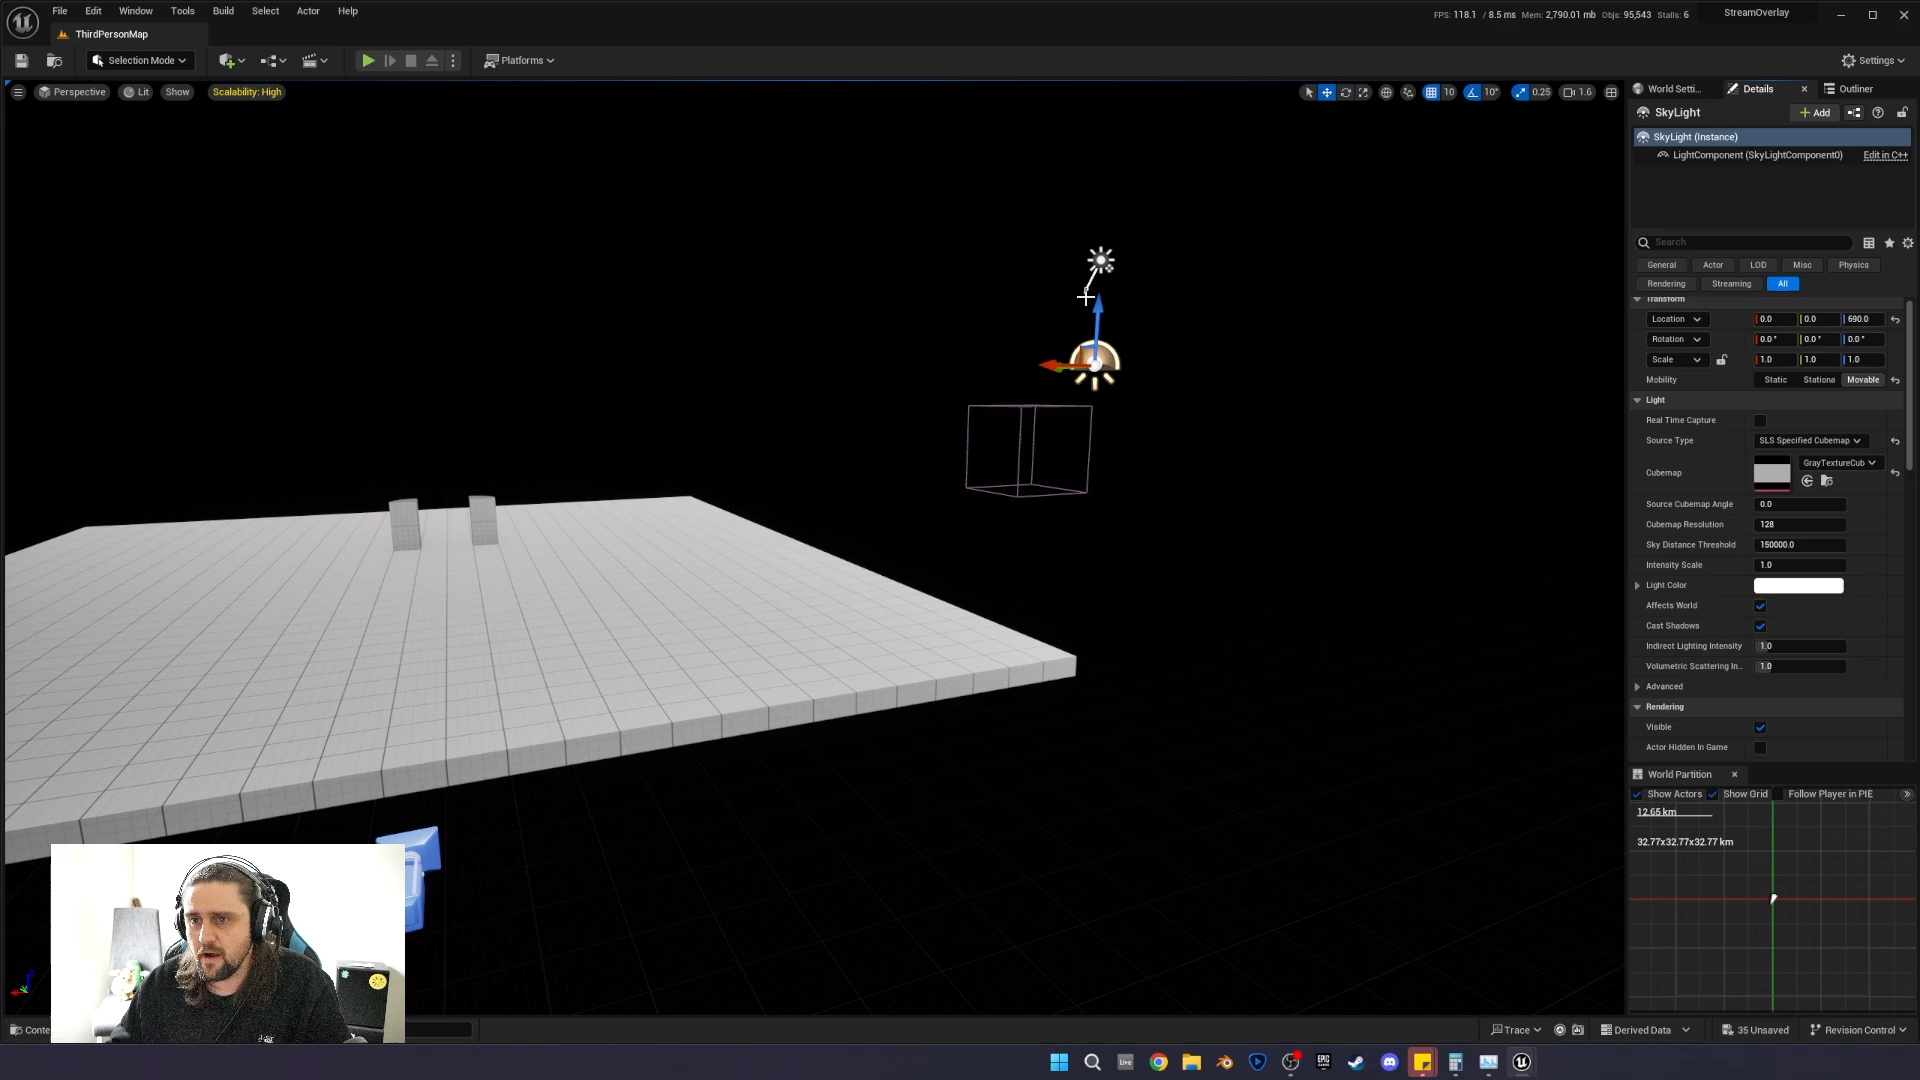 File Edit Window Tools Build Select Actor Help
FPS: 118.1 / 8.5 ms Mem: 2,790.01 mb Objs: 95,543 Stalls: 6 StreamOverlay
ThirdPersonMap
Selection Mode Platforms Settings
Perspective Lit Show Scalability: High 10 10° 0.25 1.6
World Setti... Details Outliner
SkyLight Add
SkyLight (Instance)
LightComponent (SkyLightComponent0) Edit in C++
Search
General Actor LOD Misc Physics
Rendering Streaming All
Transform
Location 0.0 0.0 690.0
Rotation 0.0 ° 0.0 ° 0.0 °
Scale 1.0 1.0 1.0
Mobility Static Stationa Movable
Light
Real Time Capture
Source Type SLS Specified Cubemap
Cubemap GrayTextureCub
Source Cubemap Angle 0.0
Cubemap Resolution 128
Sky Distance Threshold 150000.0
Intensity Scale 1.0
Light Color
Affects World
Cast Shadows
Indirect Lighting Intensity 1.0
Volumetric Scattering In... 1.0
Advanced
Rendering
Visible
Actor Hidden In Game
World Partition
Show Actors Show Grid Follow Player in PIE
12.65 km
32.77x32.77x32.77 km
Conte
Trace Derived Data 35 Unsaved Revision Control
Live
EPIC
GAMES